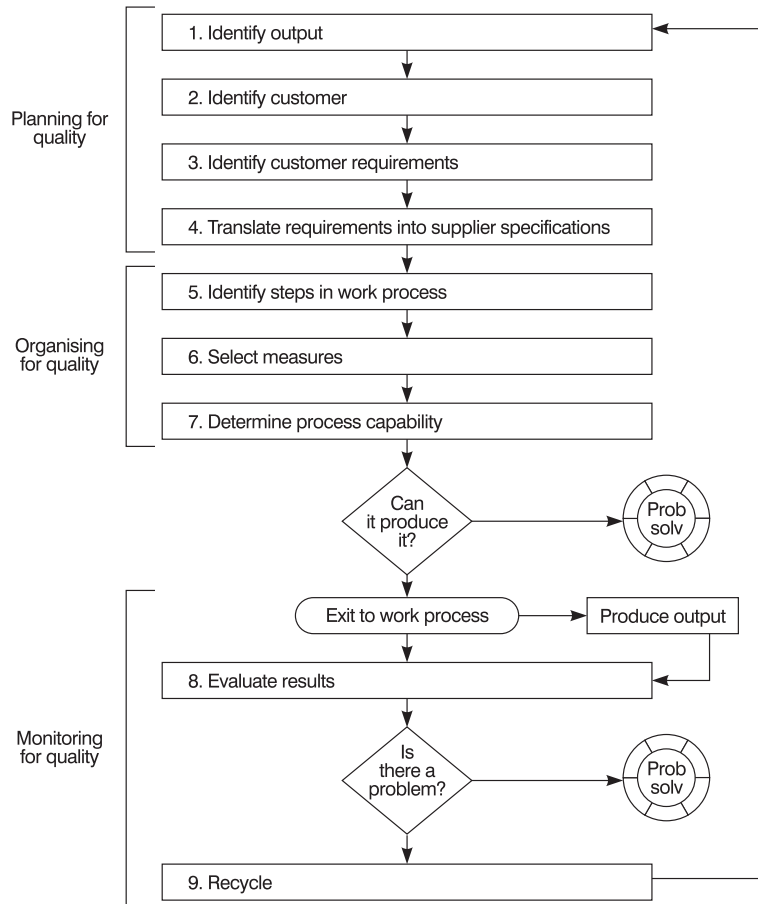 1. Identify output
Planning for
quality
2. Identify customer
3. Identify customer requirements
4. Translate requirements into supplier specifications
5. Identify steps in work process
Organising
for quality
6. Select measures
7. Determine process capability
Can
it produce
it?
Prob
solv
Exit to work process
Produce output
8. Evaluate results
Monitoring
for quality
Is
there a
problem?
Prob
solv
9. Recycle